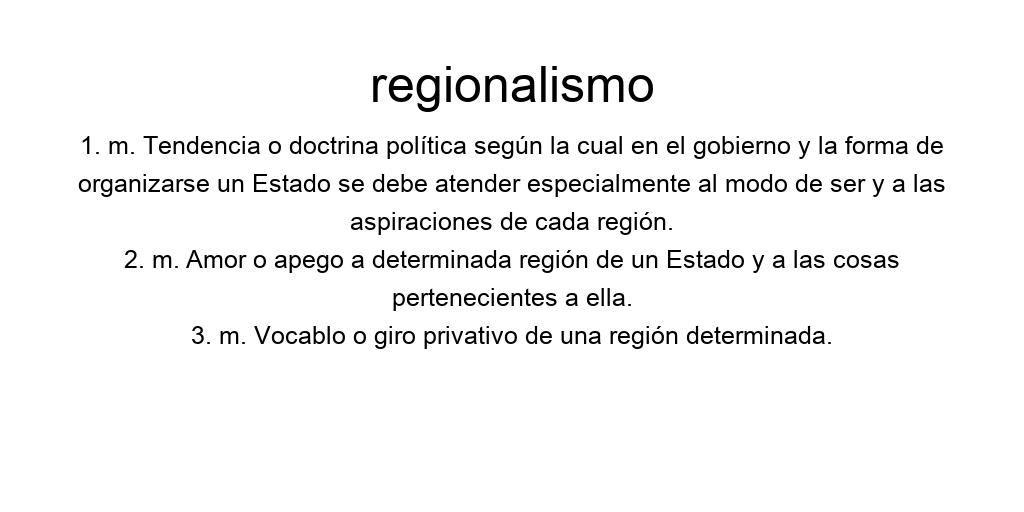 regionalismo
1. m. Tendencia o doctrina política según la cual en el gobierno y la forma de
organizarse un Estado se debe atender especialmente al modo de ser y a las
aspiraciones de cada región.
2. m. Amor o apego a determinada región de un Estado y a las cosas
pertenecientes a ella.
3. m. Vocablo o giro privativo de una región determinada.